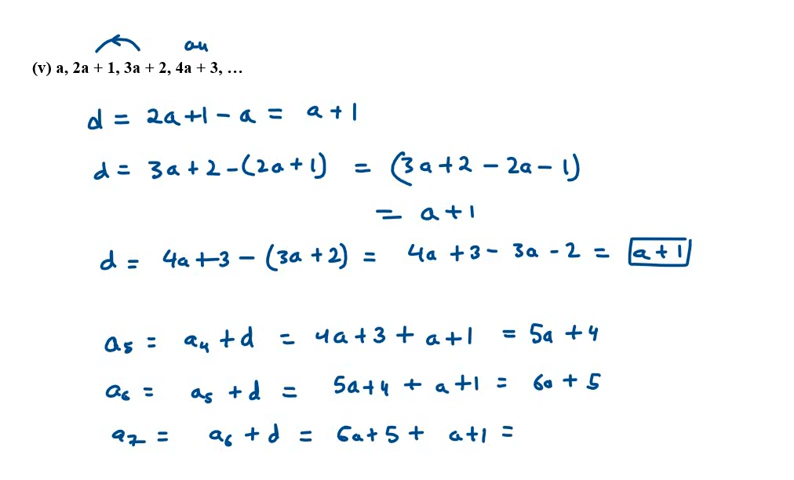 a4
(v) a, 2a + 1, 3a + 2, 4a + 3, …
d = 2a+1 - a = a+1
d = 3a+2-(2a+1) = (3a+2 - 2a - 1)
= a+1
d = 4a+3 - (3a+2) = 4a +3 - 3a - 2 = a+1
a5 = a4 + d = 4a+3 + a+1 = 5a+4
a6 = a5 + d = 5a+4 + a+1 = 6a+5
a7 = a6 + d = 6a+5 + a+1 =